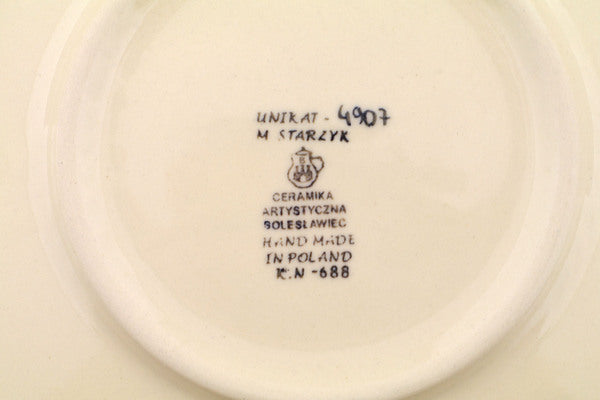 UNIKAT - 4907
M STARZYK
CERAMIKA
ARTYSTYCZNA
BOLESŁAWIEC
HAND MADE
IN POLAND
K.N -688